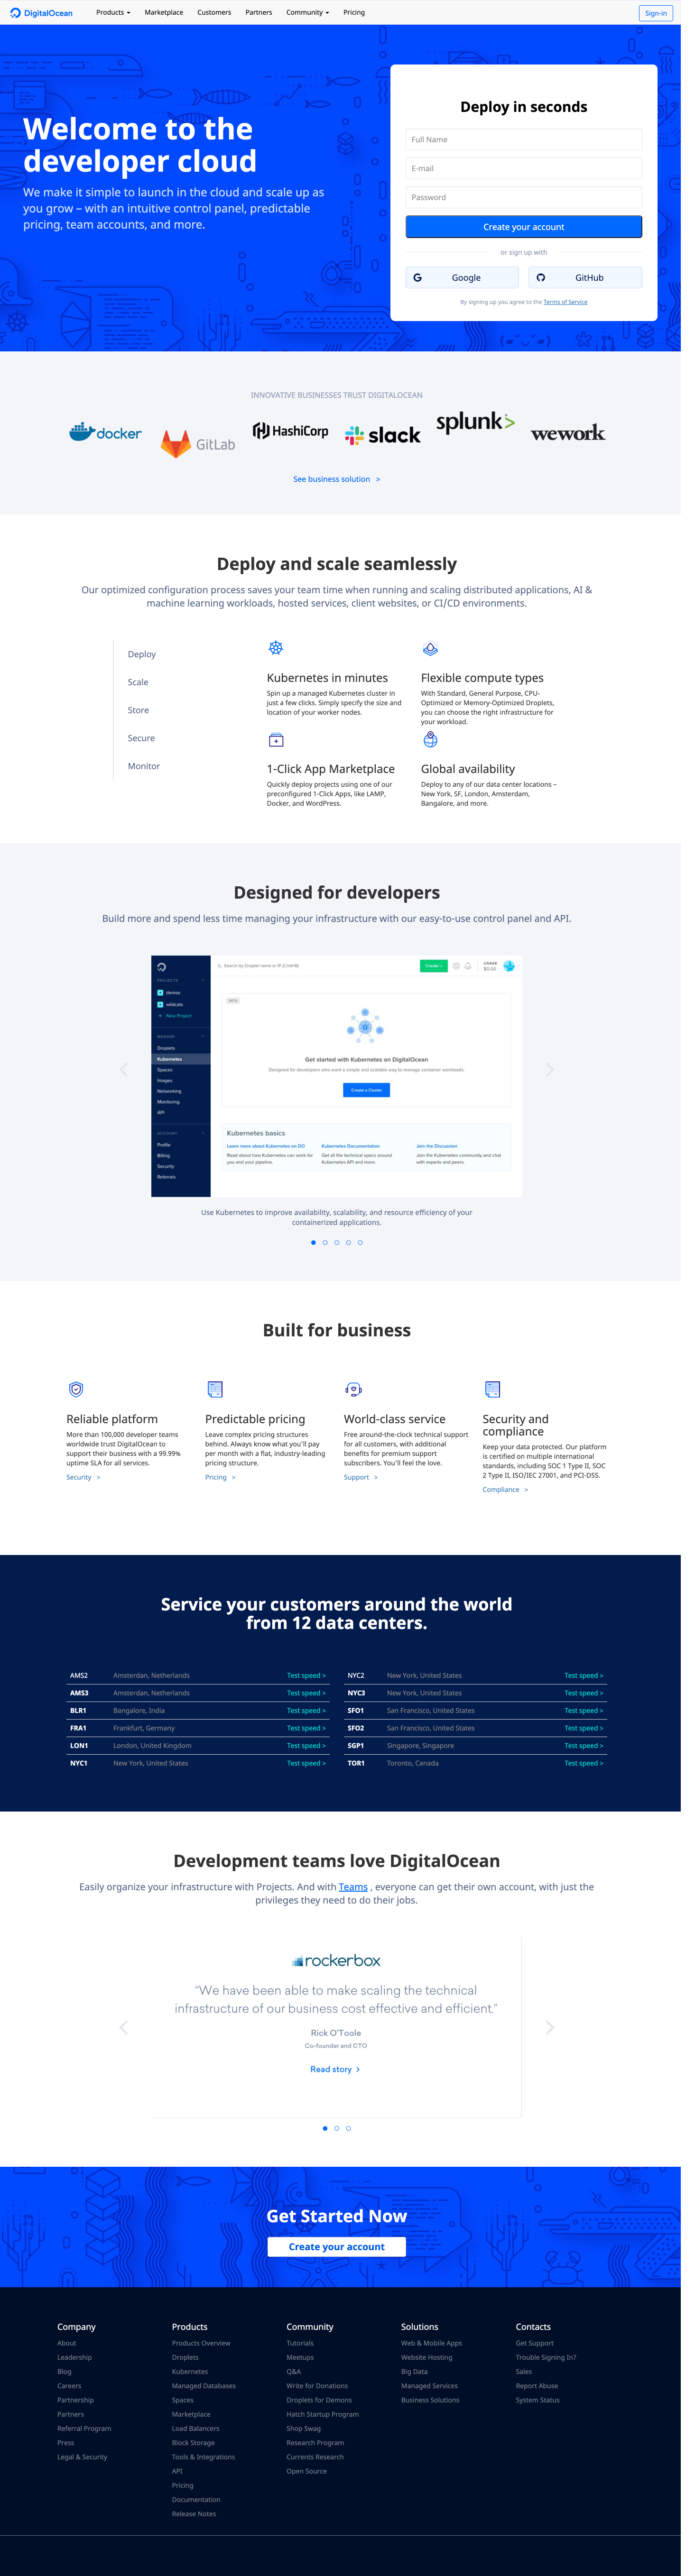 DigitalOcean
Products
Marketplace
Customers
Partners
Community
Pricing
Sign-in
Welcome to the
developer cloud
We make it simple to launch in the cloud and scale up as
you grow – with an intuitive control panel, predictable
pricing, team accounts, and more.
Deploy in seconds
Full Name
E-mail
Password
Create your account
or sign up with
Google
GitHub
By signing up you agree to the Terms of Service
INNOVATIVE BUSINESSES TRUST DIGITALOCEAN
docker
GitLab
HashiCorp
slack
splunk>
wework
See business solution >
Deploy and scale seamlessly
Our optimized configuration process saves your team time when running and scaling distributed applications, AI &
machine learning workloads, hosted services, client websites, or CI/CD environments.
Deploy
Scale
Store
Secure
Monitor
Kubernetes in minutes
Spin up a managed Kubernetes cluster in
just a few clicks. Simply specify the size and
location of your worker nodes.
Flexible compute types
With Standard, General Purpose, CPU-
Optimized or Memory-Optimized Droplets,
you can choose the right infrastructure for
your workload.
1-Click App Marketplace
Quickly deploy projects using one of our
preconfigured 1-Click Apps, like LAMP,
Docker, and WordPress.
Global availability
Deploy to any of our data center locations –
New York, SF, London, Amsterdam,
Bangalore, and more.
Designed for developers
Build more and spend less time managing your infrastructure with our easy-to-use control panel and API.
Search by Droplet name or IP (Cmd+B)
Create
USAGE
$0.00
PROJECTS
demos
wildcats
+ New Project
MANAGE
Droplets
Kubernetes
Spaces
Images
Networking
Monitoring
API
ACCOUNT
Profile
Billing
Security
Referrals
BETA
Get started with Kubernetes on DigitalOcean
Designed for developers who want a simple and scalable way to manage container workloads.
Create a Cluster
Kubernetes basics
Learn more about Kubernetes on DO
Read about how Kubernetes can work for
you and your pipeline.
Kubernetes Documentation
Get all the technical specs around
Kubernetes API and more.
Join the Discussion
Join the Kubernetes community and chat
with experts and peers.
Use Kubernetes to improve availability, scalability, and resource efficiency of your
containerized applications.
Built for business
Reliable platform
More than 100,000 developer teams
worldwide trust DigitalOcean to
support their business with a 99.99%
uptime SLA for all services.
Security >
Predictable pricing
Leave complex pricing structures
behind. Always know what you'll pay
per month with a flat, industry-leading
pricing structure.
Pricing >
World-class service
Free around-the-clock technical support
for all customers, with additional
benefits for premium support
subscribers. You'll feel the love.
Support >
Security and
compliance
Keep your data protected. Our platform
is certified on multiple international
standards, including SOC 1 Type II, SOC
2 Type II, ISO/IEC 27001, and PCI-DSS.
Compliance >
Service your customers around the world
from 12 data centers.
AMS2 Amsterdan, Netherlands Test speed >
AMS3 Amsterdan, Netherlands Test speed >
BLR1 Bangalore, India Test speed >
FRA1 Frankfurt, Germany Test speed >
LON1 London, United Kingdom Test speed >
NYC1 New York, United States Test speed >
NYC2 New York, United States Test speed >
NYC3 New York, United States Test speed >
SFO1 San Francisco, United States Test speed >
SFO2 San Francisco, United States Test speed >
SGP1 Singapore, Singapore Test speed >
TOR1 Toronto, Canada Test speed >
Development teams love DigitalOcean
Easily organize your infrastructure with Projects. And with Teams , everyone can get their own account, with just the
privileges they need to do their jobs.
rockerbox
“We have been able to make scaling the technical
infrastructure of our business cost effective and efficient.”
Rick O'Toole
Co-founder and CTO
Read story >
Get Started Now
Create your account
Company
About
Leadership
Blog
Careers
Partnership
Partners
Referral Program
Press
Legal & Security
Products
Products Overview
Droplets
Kubernetes
Managed Databases
Spaces
Marketplace
Load Balancers
Block Storage
Tools & Integrations
API
Pricing
Documentation
Release Notes
Community
Tutorials
Meetups
Q&A
Write for Donations
Droplets for Demons
Hatch Startup Program
Shop Swag
Research Program
Currents Research
Open Source
Solutions
Web & Mobile Apps
Website Hosting
Big Data
Managed Services
Business Solutions
Contacts
Get Support
Trouble Signing In?
Sales
Report Abuse
System Status